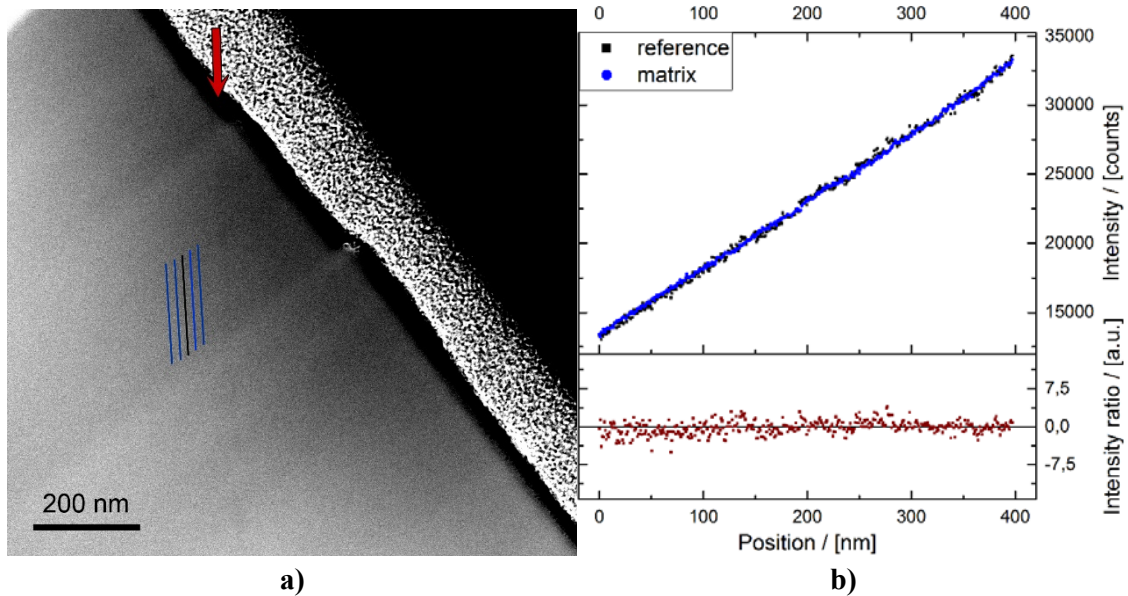 200 nm
a)
0 100 200 300 400
reference
matrix
35000
30000
25000
20000
15000
Intensity / [counts]
7,5
0,0
-7,5
Intensity ratio / [a.u.]
0 100 200 300 400
Position / [nm]
b)